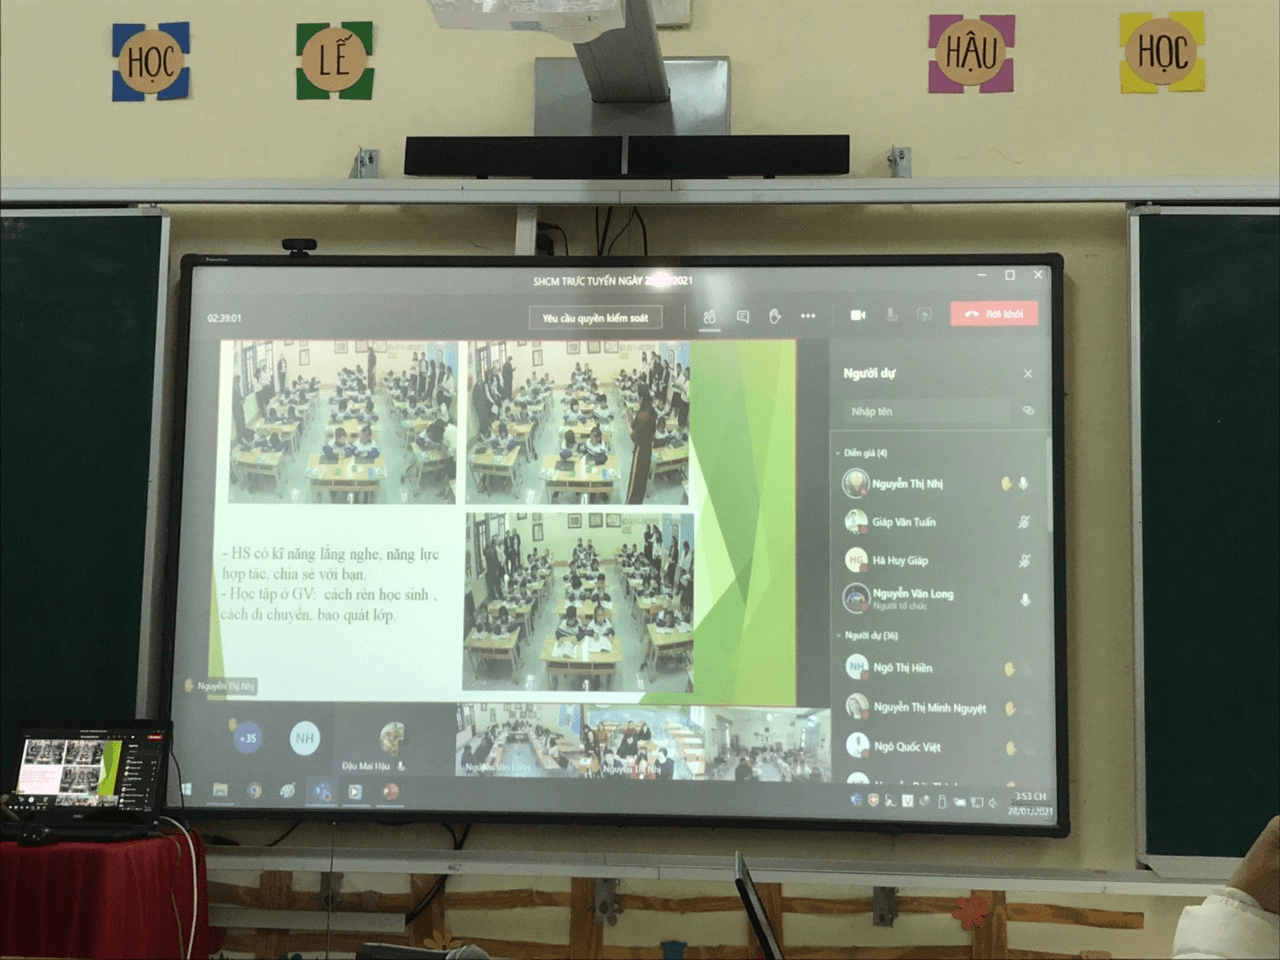 HỌC
LẾ
HẬU
HỌC
SHCM TRỰC TUYẾN NGÀY
2021
02:39:01
Yêu cầu quyền kiểm soát
Rời khỏi
Người dự
Nhập tên
Diễn giả (4)
Nguyễn Thị Nhị
Giáp Văn Tuấn
HG
Hà Huy Giáp
Nguyễn Văn Long
Người tổ chức
Người dự (36)
NH
Ngô Thị Hiền
Nguyễn Thị Minh Nguyệt
Ngô Quốc Việt
- HS có kĩ năng lắng nghe, năng lực
hợp tác, chia sẻ với bạn.
- Học tập ở GV: cách rèn học sinh ,
cách di chuyển, bao quát lớp.
Nguyễn Thị Nhị
+35
NH
Đậu Mai Hậu
Nguyễn Văn Long
Nguyễn Thị Nhị
3:53 CH
28/01/2021